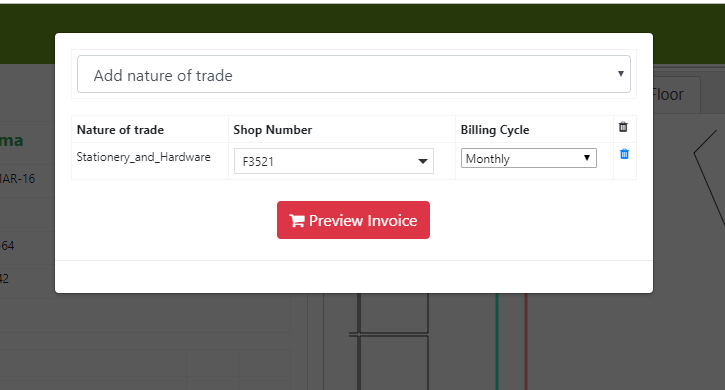 Add nature of trade
Floor
ma
Nature of trade Shop Number Billing Cycle
Stationery_and_Hardware F3521 Monthly
MAR-16
Preview Invoice
-64
42